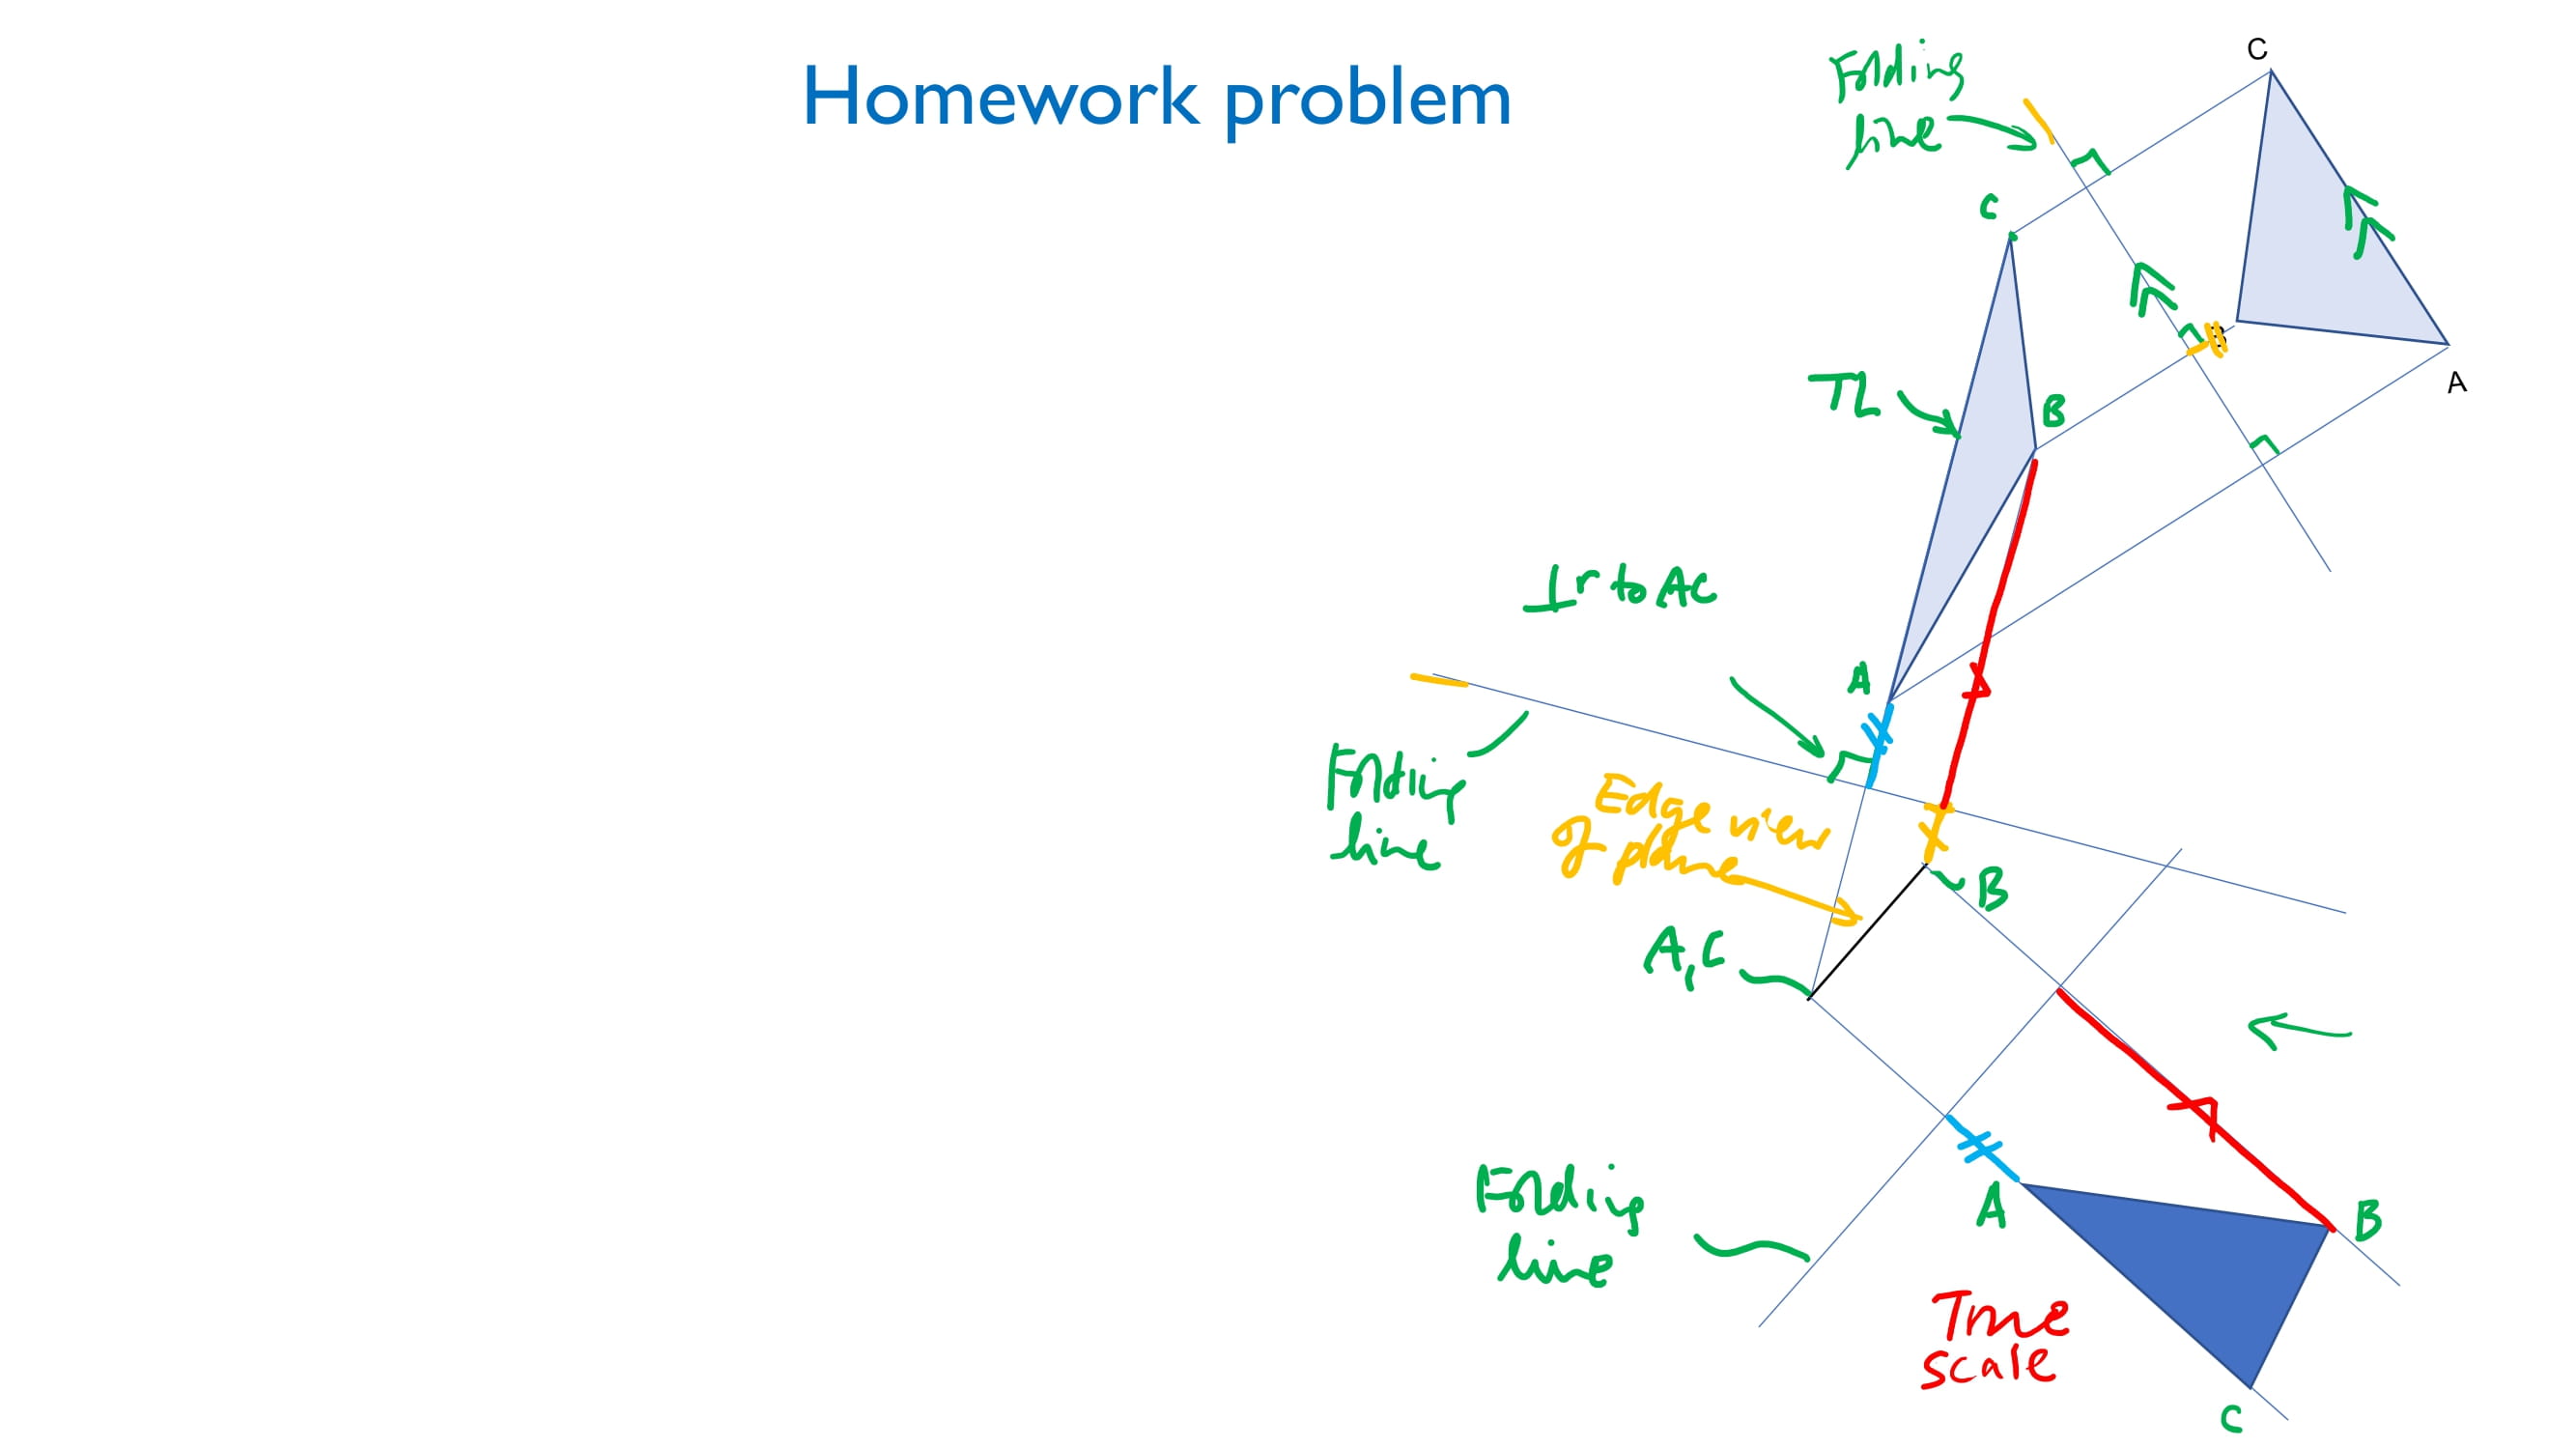 Homework problem
Folding
line
C
C
B
TL
B
A
⊥r to AC
A
Folding
line
Edge view
of plane
B
A,C
Folding
line
A
B
True
scale
C